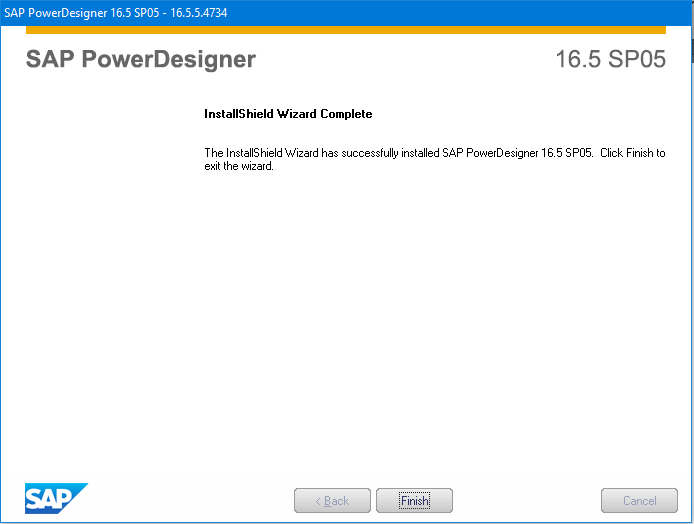 SAP PowerDesigner 16.5 SP05 - 16.5.5.4734
SAP PowerDesigner 16.5 SP05
InstallShield Wizard Complete
The InstallShield Wizard has successfully installed SAP PowerDesigner 16.5 SP05. Click Finish to
exit the wizard.
SAP
< Back Finish Cancel